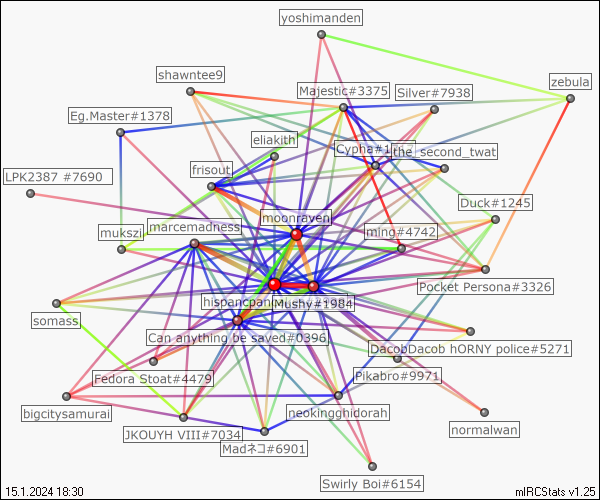 yoshimanden
shawntee9
zebula
Majestic#3375
Silver#7938
Eg.Master#1378
eliakith
Cypha#1
the_second_twat
frisout
LPK2387 #7690
Duck#1245
moonraven
marcemadness
mukszi
ming#4742
Pocket Persona#3326
hispancpan
Mushy#1984
somass
Can anything be saved#0396
DacobDacob hORNY police#5271
Fedora Stoat#4479
Pikabro#9971
bigcitysamurai
neokingghidorah
normalwan
JKOUYH VIII#7034
Madネコ#6901
Swirly Boi#6154
15.1.2024 18:30
mIRCStats v1.25